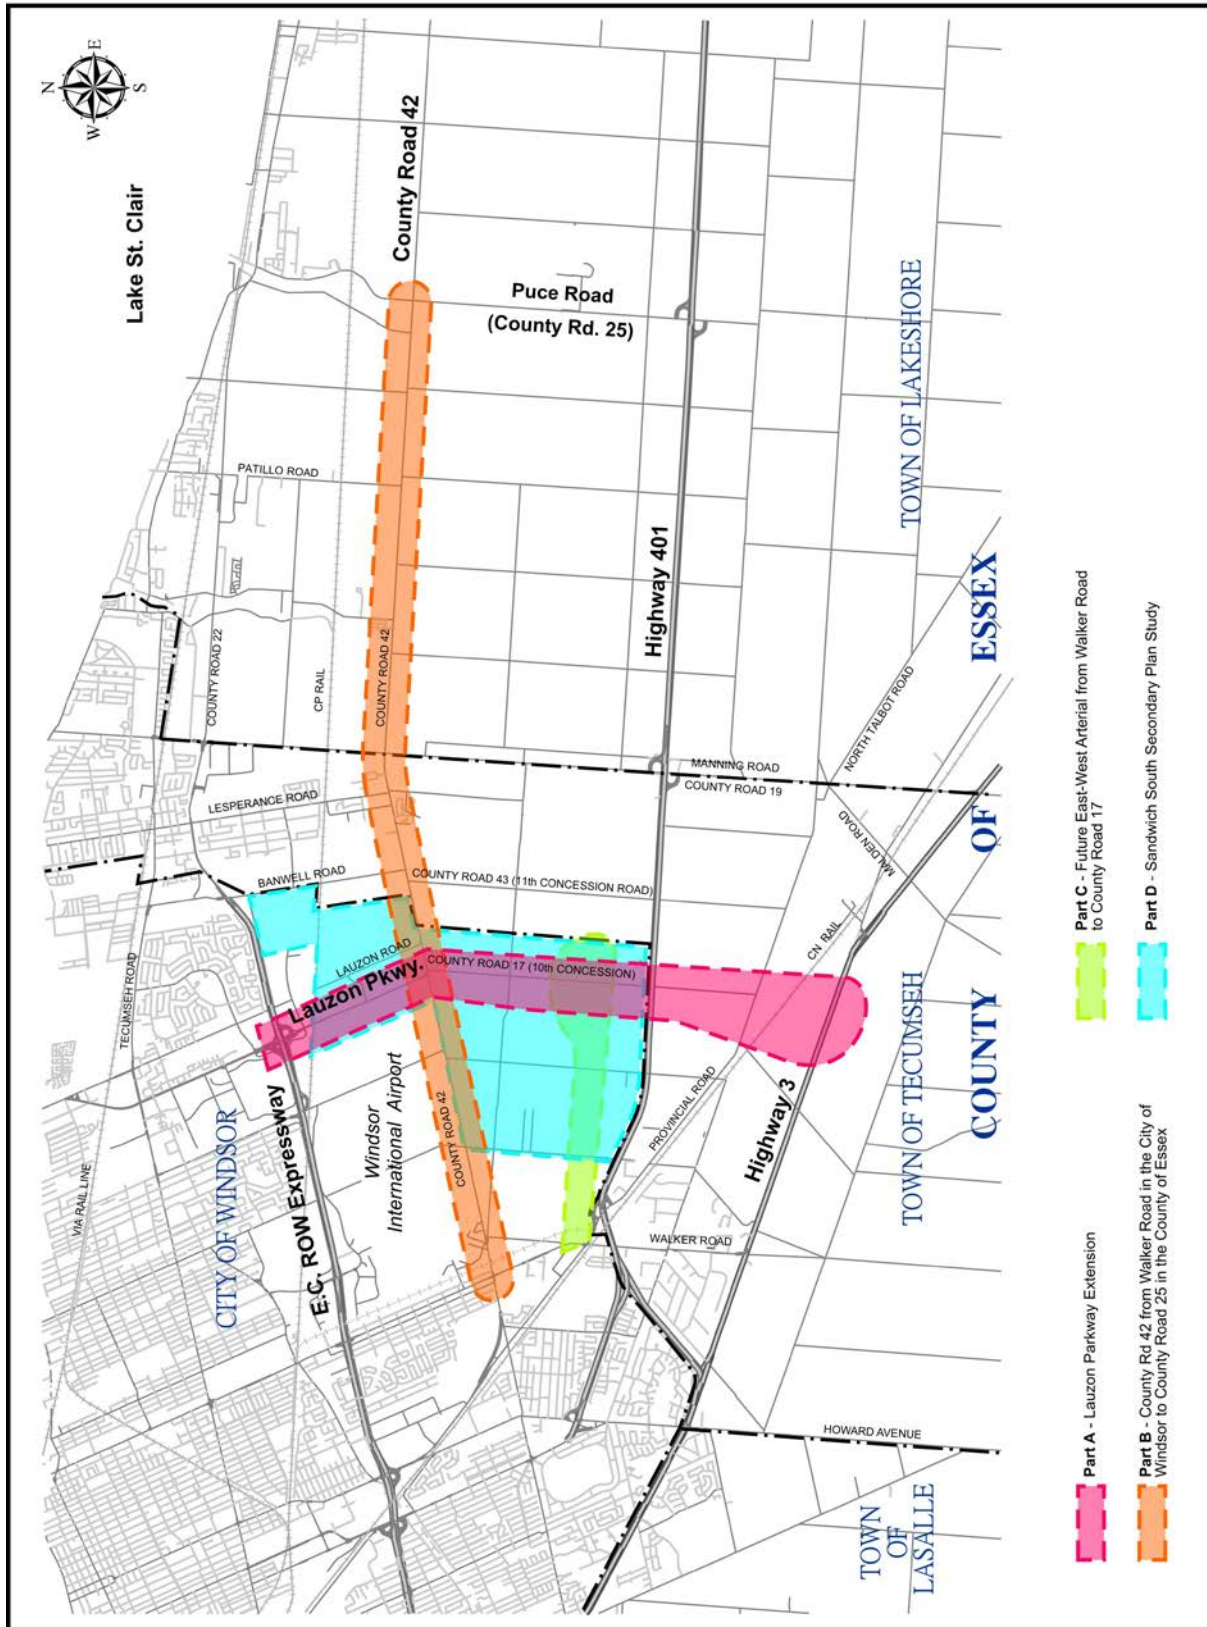 N
E
S
W
Lake St. Clair
County Road 42
Puce Road
(County Rd. 25)
TOWN OF LAKESHORE
PATILLO ROAD
Highway 401
COUNTY ROAD 22
CP RAIL
COUNTY ROAD 42
NORTH TALBOT ROAD
MANNING ROAD
COUNTY ROAD 19
LESPERANCE ROAD
MALDEN ROAD
BANWELL ROAD
COUNTY ROAD 43 (11th CONCESSION ROAD)
CN RAIL
TECUMSEH ROAD
LAUZON ROAD
Lauzon Pkwy.
COUNTY ROAD 17 (10th CONCESSION)
COUNTY OF ESSEX
TOWN OF TECUMSEH
CITY OF WINDSOR
E.C. ROW Expressway
Windsor
International Airport
COUNTY ROAD 42
PROVINCIAL ROAD
Highway 3
VIA RAIL LINE
WALKER ROAD
HOWARD AVENUE
TOWN
OF
LASALLE
Part A - Lauzon Parkway Extension
Part B - County Rd 42 from Walker Road in the City of
Windsor to County Road 25 in the County of Essex
Part C - Future East-West Arterial from Walker Road
to County Road 17
Part D - Sandwich South Secondary Plan Study